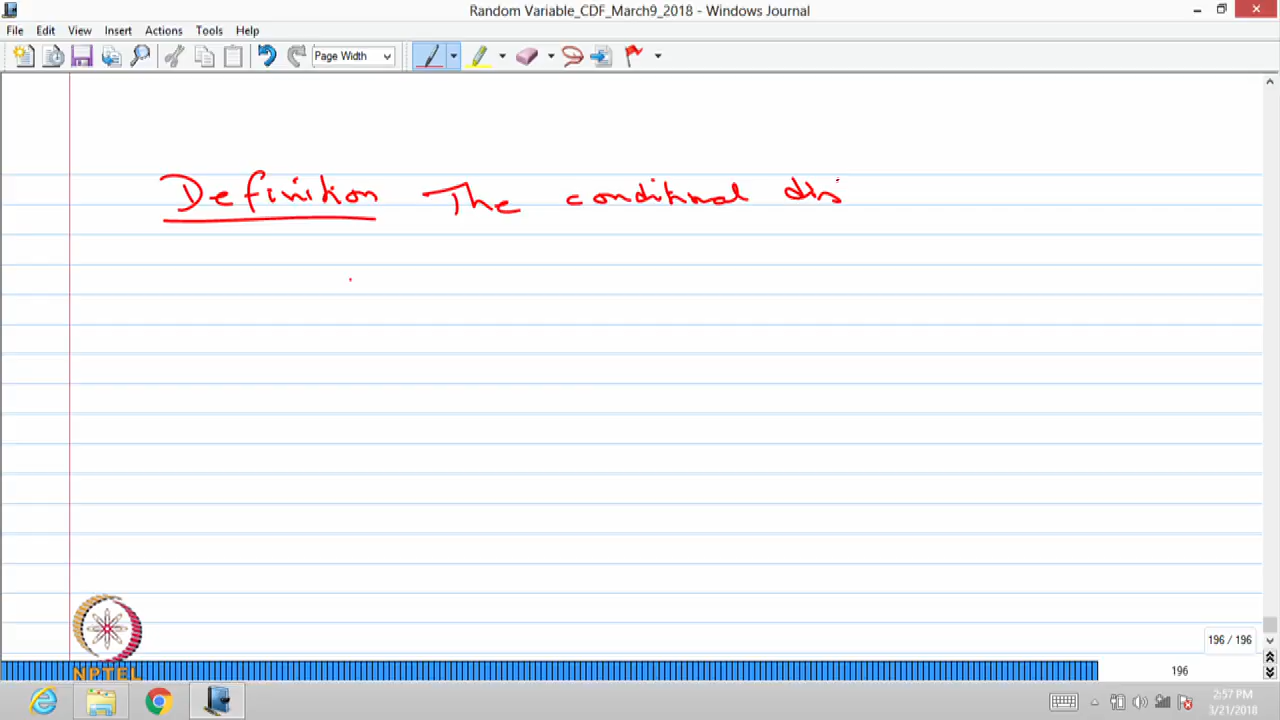 Random Variable_CDF_March9_2018 - Windows Journal
File Edit View Insert Actions Tools Help
Page Width
Definition The conditional dis
196 / 196
NPTEL
196
2:57 PM
3/21/2018